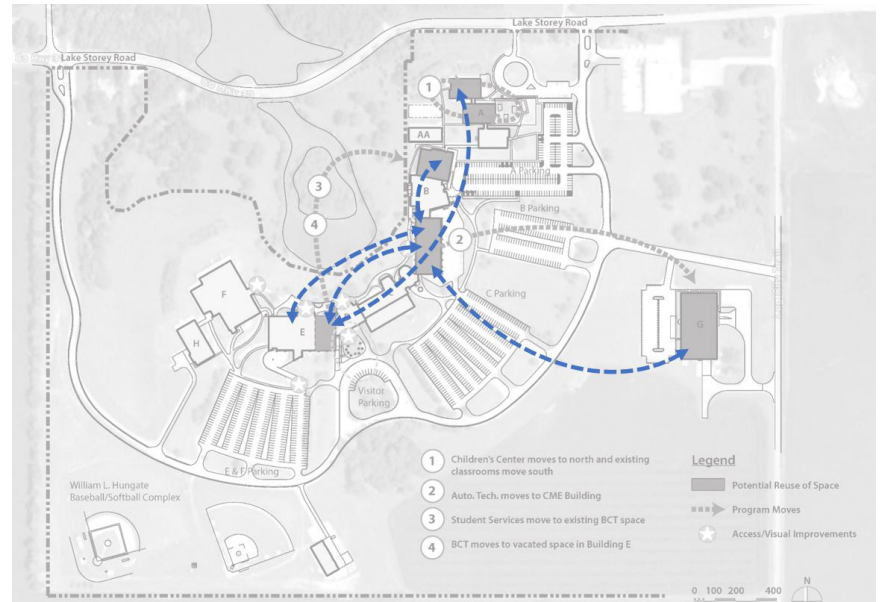 Lake Storey Road
Lake Storey Road
1
A
AA
3
B
A Parking
4
2
B Parking
C Parking
F
H
E
G
Visitor
Parking
E & F Parking
William L. Hungate
Baseball/Softball Complex
1 Children's Center moves to north and existing
classrooms move south
2 Auto. Tech. moves to CME Building
3 Student Services move to existing BCT space
4 BCT moves to vacated space in Building E
Legend
Potential Reuse of Space
Program Moves
Access/Visual Improvements
0 100 200 400
N